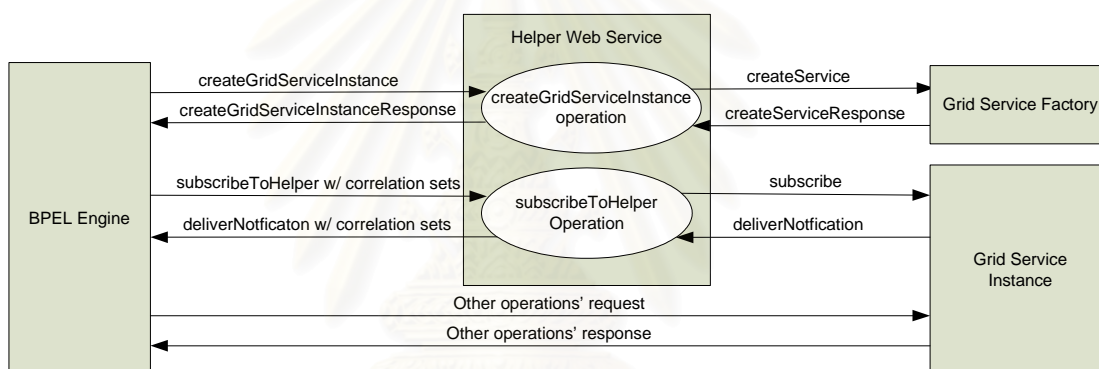 Helper Web Service
createGridServiceInstance
createGridServiceInstanceResponse
createGridServiceInstance
operation
createService
createServiceResponse
Grid Service Factory
BPEL Engine
subscribeToHelper w/ correlation sets
deliverNotficaton w/ correlation sets
subscribeToHelper
Operation
subscribe
deliverNotfication
Grid Service
Instance
Other operations’ request
Other operations’ response